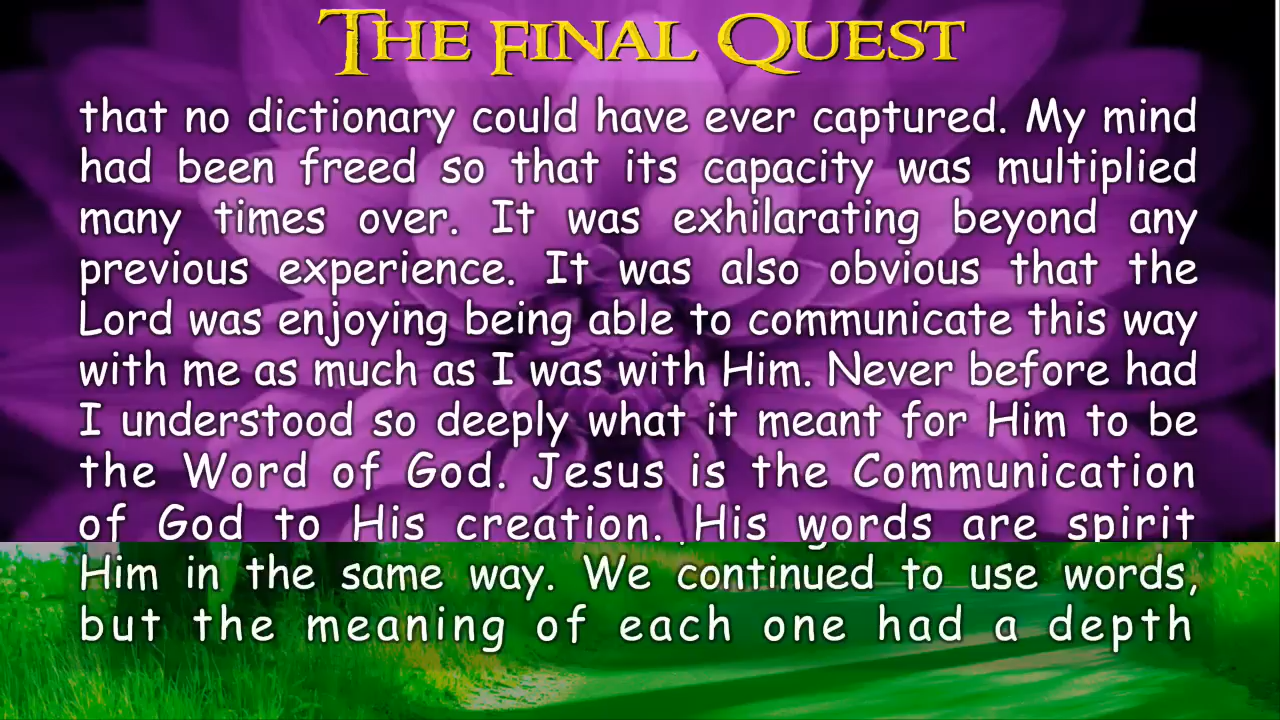 THE FINAL QUEST
that no dictionary could have ever captured. My mind
had been freed so that its capacity was multiplied
many times over. It was exhilarating beyond any
previous experience. It was also obvious that the
Lord was enjoying being able to communicate this way
with me as much as I was with Him. Never before had
I understood so deeply what it meant for Him to be
the Word of God. Jesus is the Communication
of God to His creation. His words are spirit
Him in the same way. We continued to use words,
but the meaning of each one had a depth